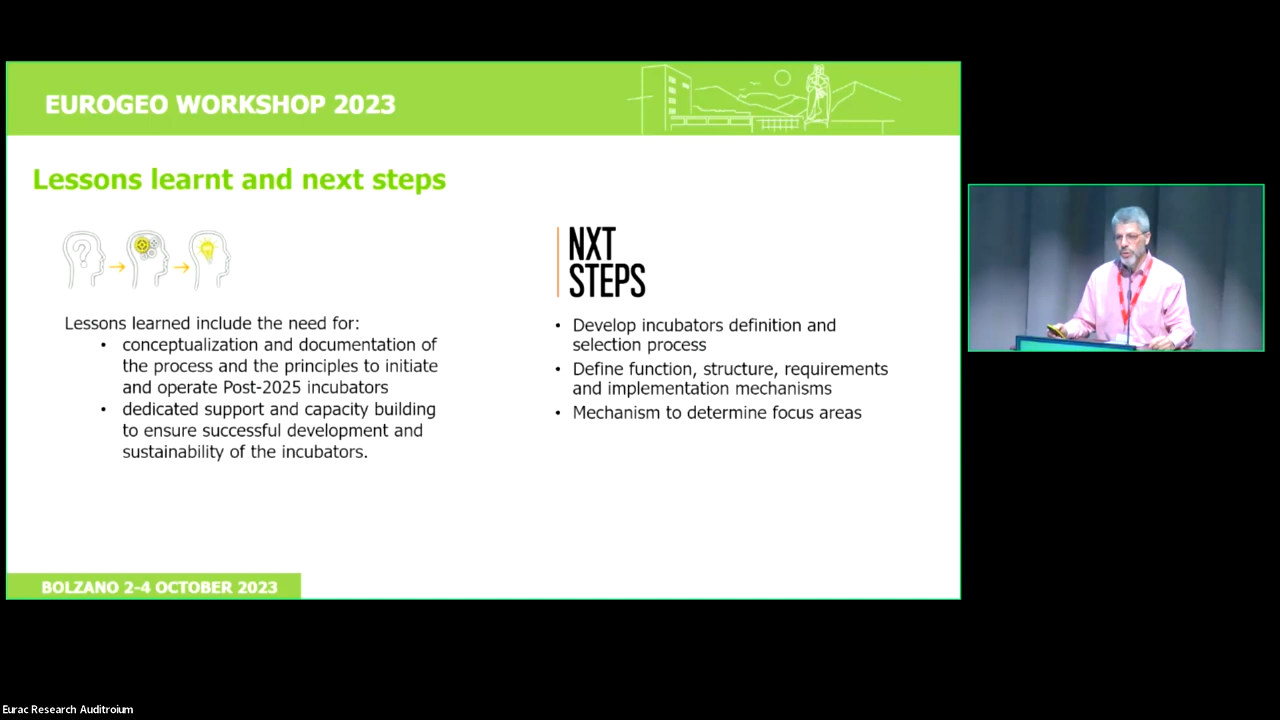 EUROGEO WORKSHOP 2023
Lessons learnt and next steps
Lessons learned include the need for:
• conceptualization and documentation of
the process and the principles to initiate
and operate Post-2025 incubators
• dedicated support and capacity building
to ensure successful development and
sustainability of the incubators.
NXT
STEPS
• Develop incubators definition and
selection process
• Define function, structure, requirements
and implementation mechanisms
• Mechanism to determine focus areas
BOLZANO 2-4 OCTOBER 2023
Eurac Research Auditroium